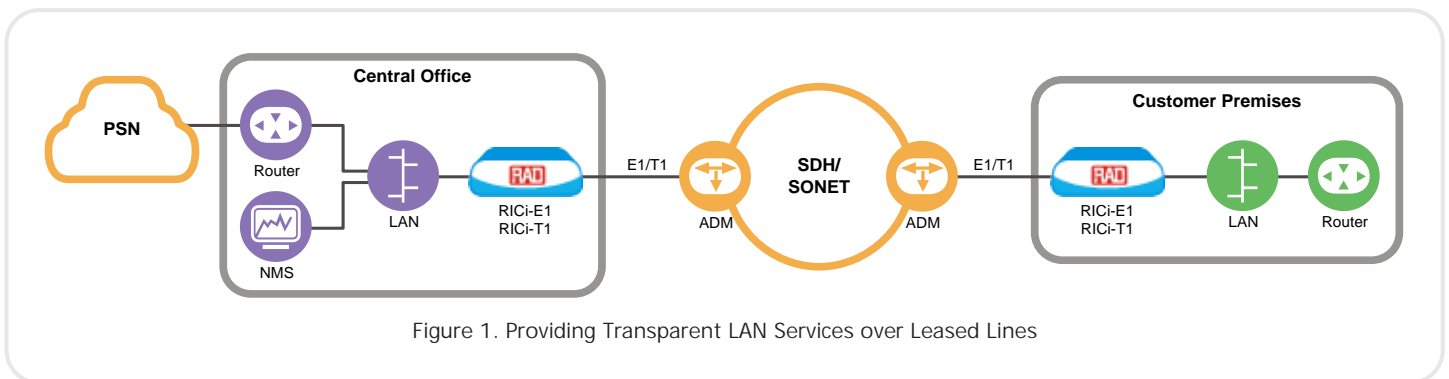 Central Office
Customer Premises
PSN
Router
NMS
LAN
RAD
RICi-E1
RICi-T1
E1/T1
ADM
SDH/
SONET
ADM
E1/T1
RAD
RICi-E1
RICi-T1
LAN
Router
Figure 1. Providing Transparent LAN Services over Leased Lines